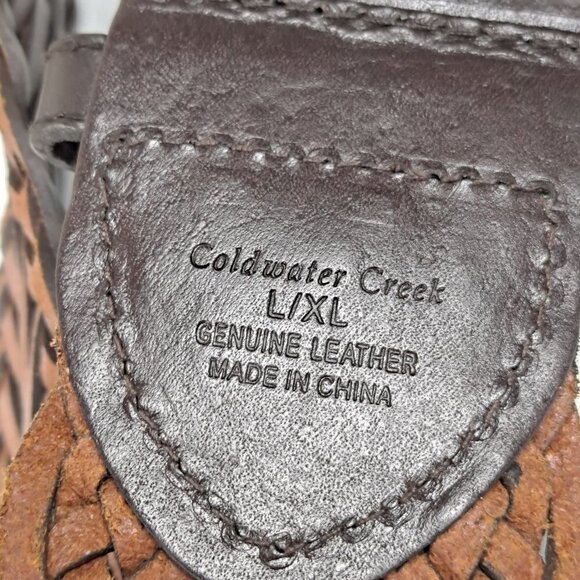 Coldwater Creek
L/XL
GENUINE LEATHER
MADE IN CHINA